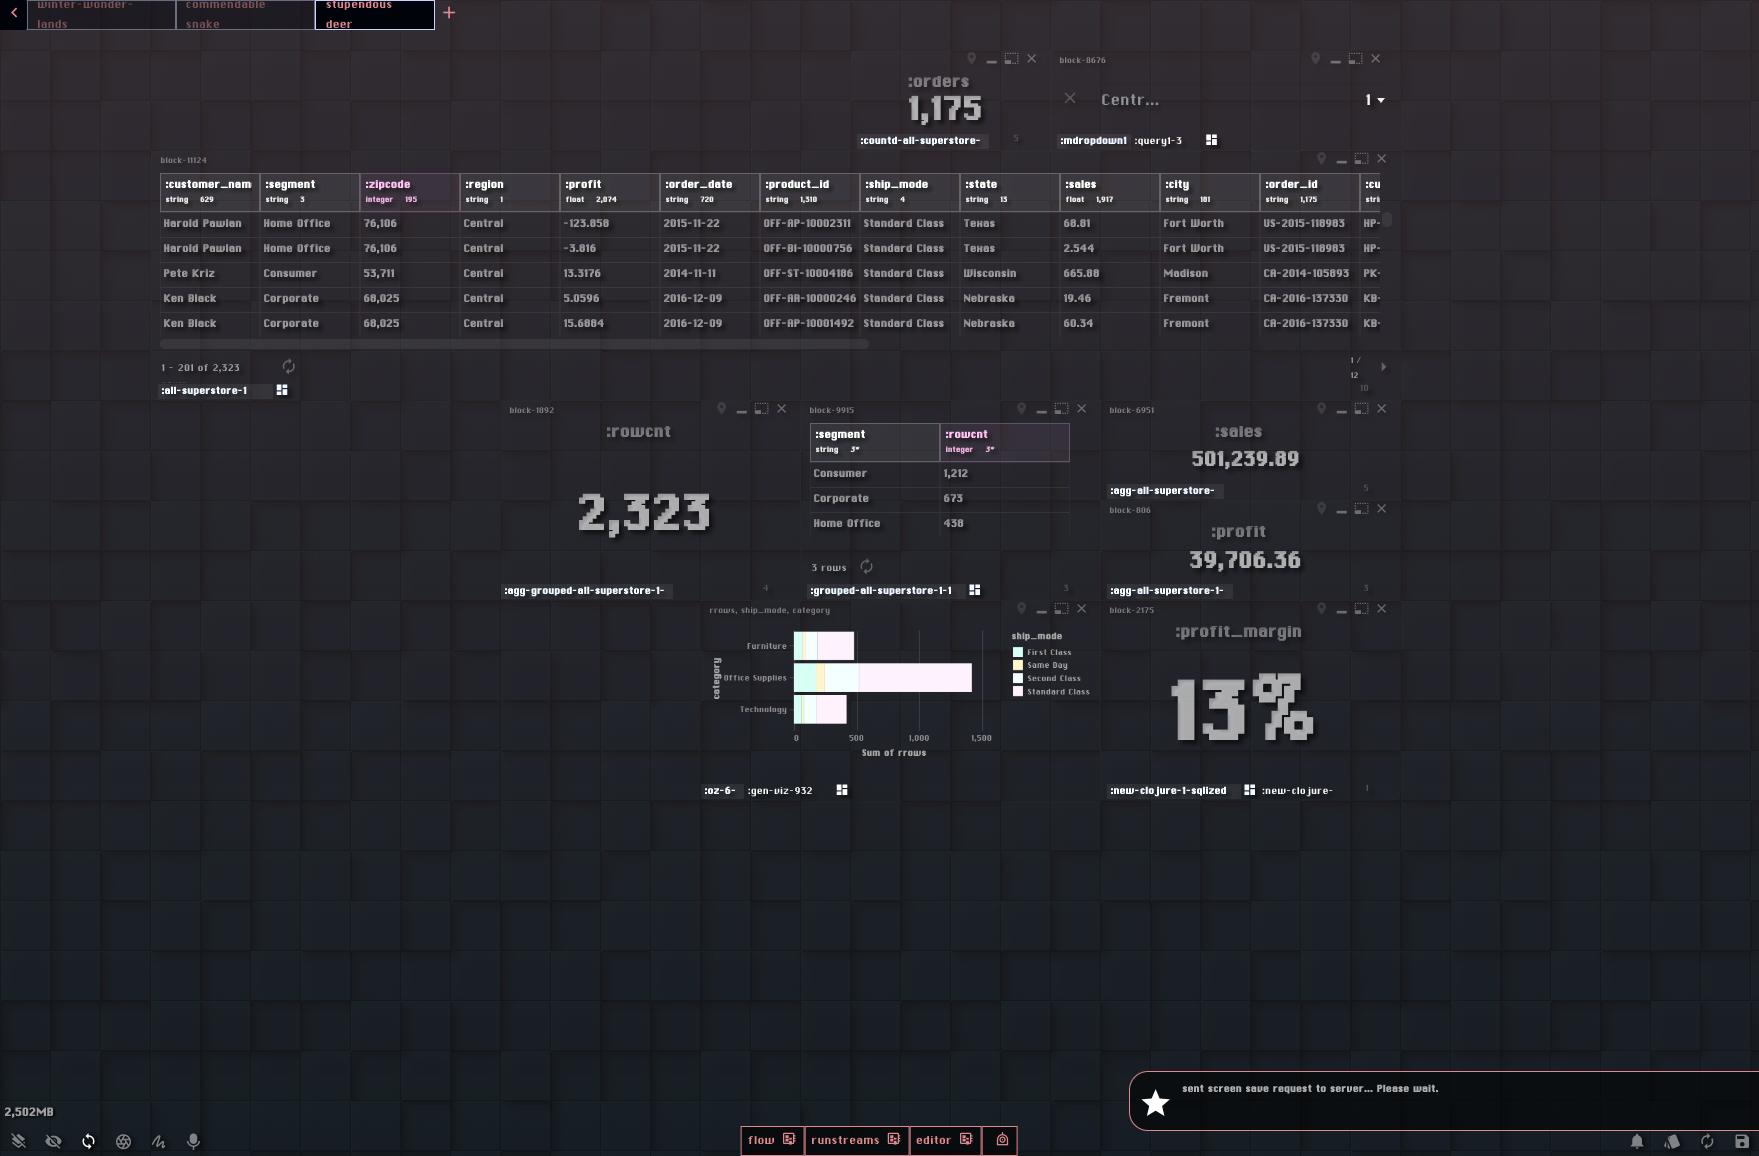 winter-wonder-
lands
commendable
snake
stupendous
deer
:orders
1,175
:countd-all-superstore-
5
block-8676
Centr...
1
:mdropdown1 :query1-3
block-11124
:customer_nam :segment :zipcode :region :profit :order_date :product_id :ship_mode :state :sales :city :order_id :cu
string 629 string 3 integer 195 string 1 float 2,074 string 720 string 1,310 string 4 string 13 float 1,917 string 181 string 1,175 stri
Harold Pawlan Home Office 76,106 Central -123.858 2015-11-22 OFF-AP-10002311 Standard Class Texas 68.81 Fort Worth US-2015-118983 HP-
Harold Pawlan Home Office 76,106 Central -3.816 2015-11-22 OFF-BI-10000756 Standard Class Texas 2.544 Fort Worth US-2015-118983 HP-
Pete Kriz Consumer 53,711 Central 13.3176 2014-11-11 OFF-ST-10004186 Standard Class Wisconsin 665.88 Madison CA-2014-105893 PK-
Ken Black Corporate 68,025 Central 5.0596 2016-12-09 OFF-AR-10000246 Standard Class Nebraska 19.46 Fremont CA-2016-137330 KB-
Ken Black Corporate 68,025 Central 15.6884 2016-12-09 OFF-AP-10001492 Standard Class Nebraska 60.34 Fremont CA-2016-137330 KB-
1 - 201 of 2,323
1 /
12
10
:all-superstore-1
block-1892
:rowcnt
2,323
:agg-grouped-all-superstore-1-
4
block-9915
:segment :rowcnt
string 3* integer 3*
Consumer 1,212
Corporate 673
Home Office 438
3 rows
:grouped-all-superstore-1-1
3
block-6951
:sales
501,239.89
:agg-all-superstore-
5
block-806
:profit
39,706.36
:agg-all-superstore-1-
3
rrows, ship_mode, category
category
Furniture
Office Supplies
Technology
0 500 1,000 1,500
Sum of rrows
ship_mode
First Class
Same Day
Second Class
Standard Class
:oz-6- :gen-viz-932
block-2175
:profit_margin
13%
:new-clojure-1-sqlized :new-clojure-
1
sent screen save request to server... Please wait.
2,502MB
flow
runstreams
editor